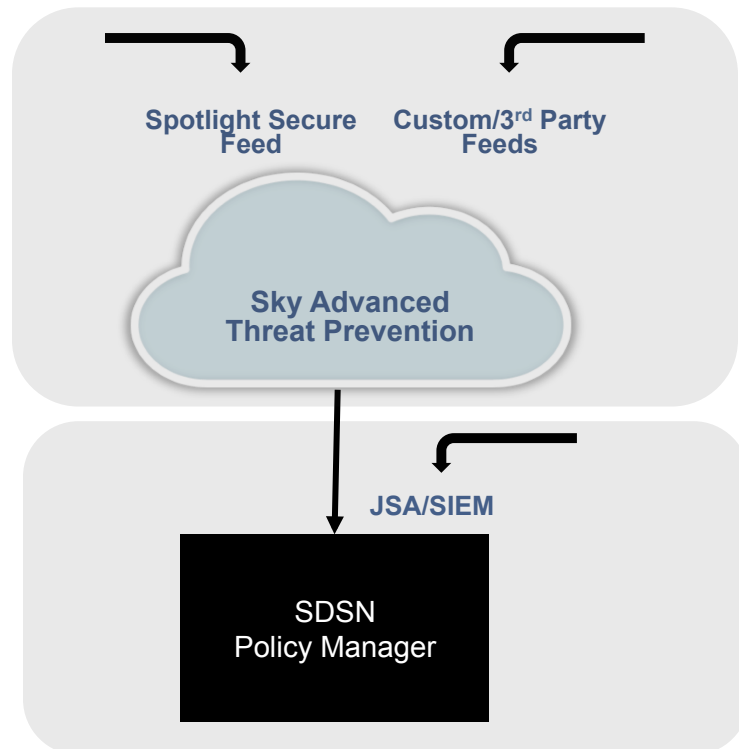 Spotlight Secure
Feed
Custom/3rd Party
Feeds
Sky Advanced
Threat Prevention
JSA/SIEM
SDSN
Policy Manager